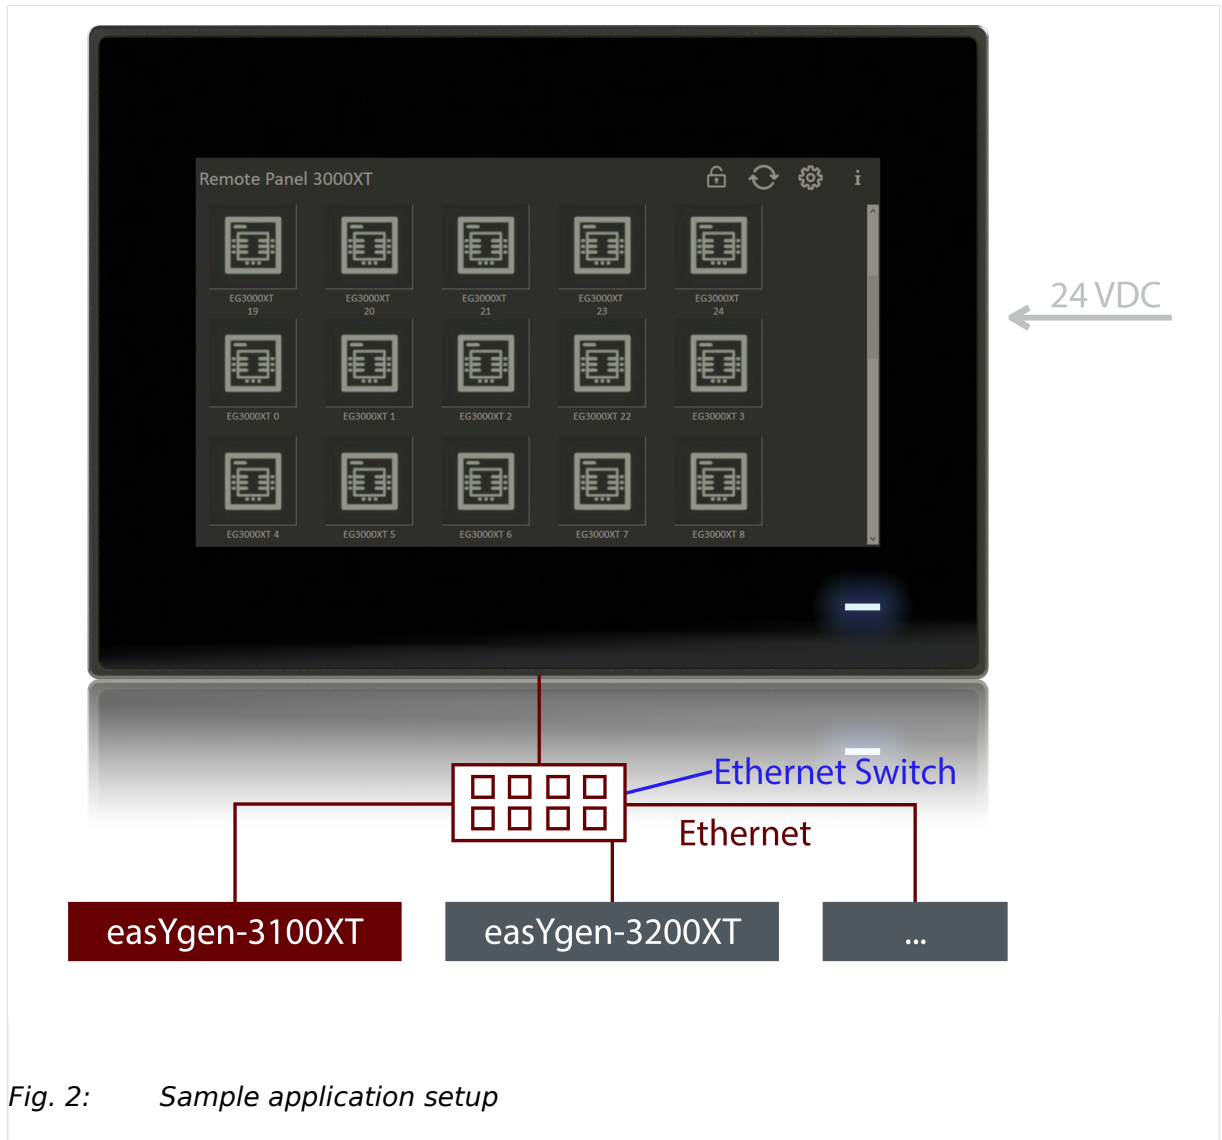 Remote Panel 3000XT
EG3000XT
19
EG3000XT
20
EG3000XT
21
EG3000XT
23
EG3000XT
24
EG3000XT 0
EG3000XT 1
EG3000XT 2
EG3000XT 22
EG3000XT 3
EG3000XT 4
EG3000XT 5
EG3000XT 6
EG3000XT 7
EG3000XT 8
24 VDC
Ethernet Switch
Ethernet
easYgen-3100XT
easYgen-3200XT
...
Fig. 2: Sample application setup